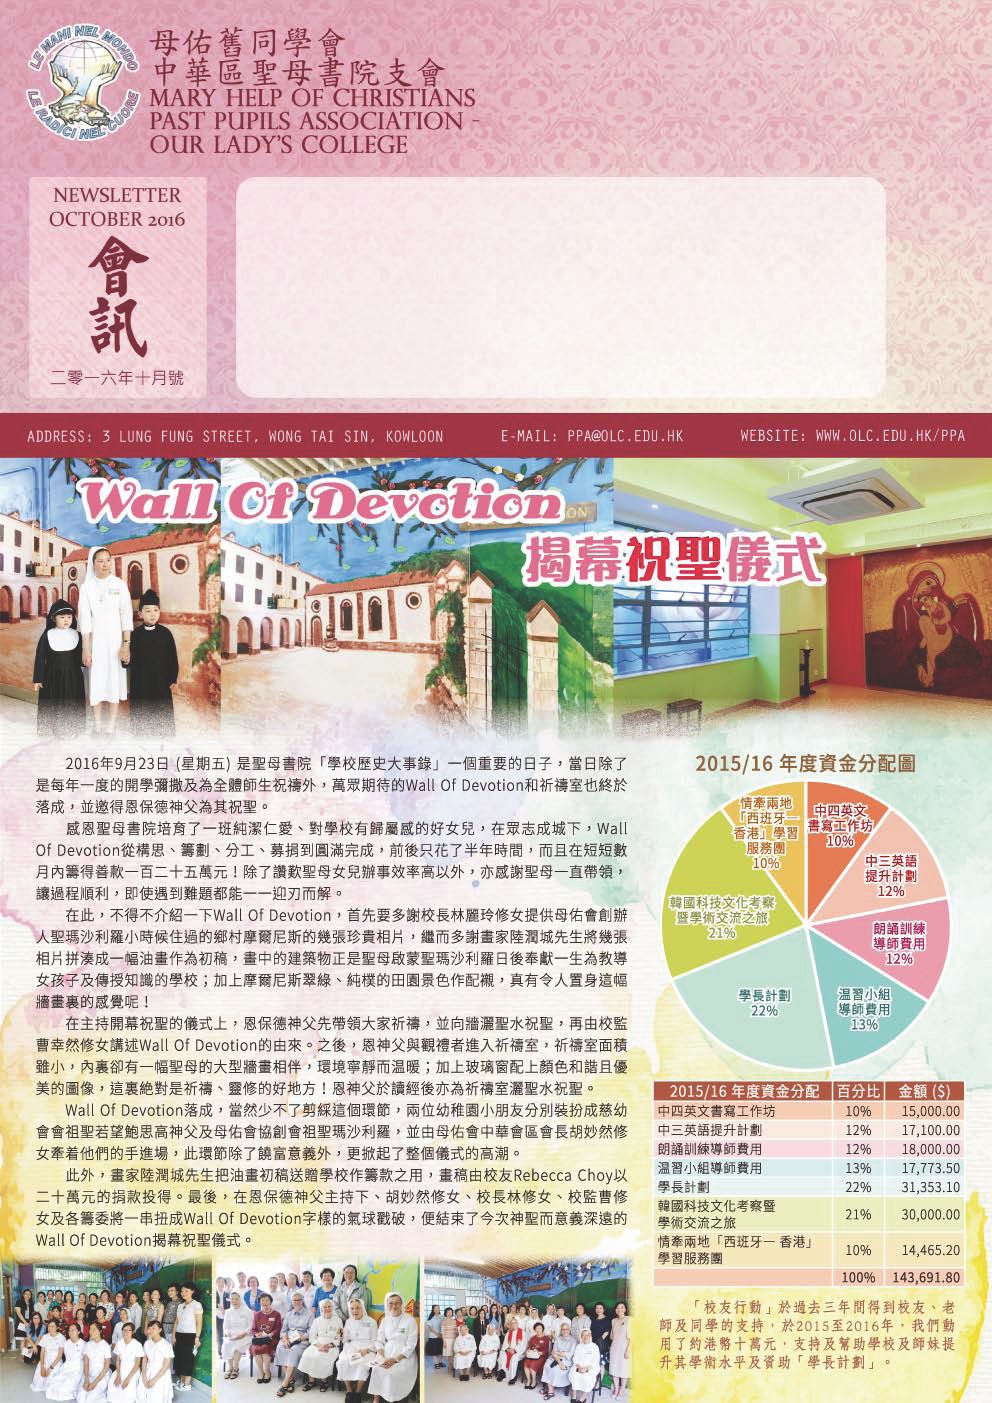 LE MANI NEL MONDO
LE RADICI NEL CUORE
母佑舊同學會
中華區聖母書院支會
MARY HELP OF CHRISTIANS
PAST PUPILS ASSOCIATION -
OUR LADY'S COLLEGE
NEWSLETTER
OCTOBER 2016
會
訊
二零一六年十月號
ADDRESS: 3 LUNG FUNG STREET, WONG TAI SIN, KOWLOON
E-MAIL: PPA@OLC.EDU.HK
WEBSITE: WWW.OLC.EDU.HK/PPA
Wall Of Devotion
揭幕祝聖儀式
2016年9月23日 (星期五) 是聖母書院「學校歷史大事錄」一個重要的日子，當日除了
是每年一度的開學彌撒及為全體師生祝禱外，萬眾期待的Wall Of Devotion和祈禱室也終於
落成，並邀得恩保德神父為其祝聖。
感恩聖母書院培育了一班純潔仁愛、對學校有歸屬感的好女兒，在眾志成城下，Wall
Of Devotion從構思、籌劃、分工、募捐到圓滿完成，前後只花了半年時間，而且在短短數
月內籌得善款一百二十五萬元！除了讚歎聖母女兒辦事效率高以外，亦感謝聖母一直帶領，
讓過程順利，即使遇到難題都能一一迎刃而解。
在此，不得不介紹一下Wall Of Devotion，首先要多謝校長林麗玲修女提供母佑會創辦
人聖瑪沙利羅小時候住過的鄉村摩爾尼斯的幾張珍貴相片，繼而多謝畫家陸潤城先生將幾張
相片拼湊成一幅油畫作為初稿，畫中的建築物正是聖母啟蒙聖瑪沙利羅日後奉獻一生為教導
女孩子及傳授知識的學校；加上摩爾尼斯翠綠、純樸的田園景色作配襯，真有令人置身這幅
牆畫裏的感覺呢！
在主持開幕祝聖的儀式上，恩保德神父先帶領大家祈禱，並向牆灑聖水祝聖，再由校監
曹幸然修女講述Wall Of Devotion的由來。之後，恩神父與觀禮者進入祈禱室，祈禱室面積
雖小，內裏卻有一幅聖母的大型牆畫相伴，環境寧靜而溫暖；加上玻璃窗配上顏色和諧且優
美的圖像，這裏絶對是祈禱、靈修的好地方！恩神父於讀經後亦為祈禱室灑聖水祝聖。
Wall Of Devotion落成，當然少不了剪綵這個環節，兩位幼稚園小朋友分別裝扮成慈幼
會會祖聖若望鮑思高神父及母佑會協創會祖聖瑪沙利羅，並由母佑會中華會區會長胡妙然修
女牽着他們的手進場，此環節除了饒富意義外，更掀起了整個儀式的高潮。
此外，畫家陸潤城先生把油畫初稿送贈學校作籌款之用，畫稿由校友Rebecca Choy以
二十萬元的捐款投得。最後，在恩保德神父主持下、胡妙然修女、校長林修女、校監曹修
女及各籌委將一串扭成Wall Of Devotion字樣的氣球戳破，便結束了今次神聖而意義深遠的
Wall Of Devotion揭幕祝聖儀式。
2015/16 年度資金分配圖
情牽兩地
「西班牙—
香港」學習
服務團
10%
中四英文
書寫工作坊
10%
中三英語
提升計劃
12%
朗誦訓練
導師費用
12%
温習小組
導師費用
13%
學長計劃
22%
韓國科技文化考察
暨學術交流之旅
21%
2015/16 年度資金分配 百分比 金額 ($)
中四英文書寫工作坊 10% 15,000.00
中三英語提升計劃 12% 17,100.00
朗誦訓練導師費用 12% 18,000.00
温習小組導師費用 13% 17,773.50
學長計劃 22% 31,353.10
韓國科技文化考察暨
學術交流之旅 21% 30,000.00
情牽兩地「西班牙— 香港」
學習服務團 10% 14,465.20
100% 143,691.80
「校友行動」於過去三年間得到校友、老
師及同學的支持，於2015至2016年，我們動
用了約港幣十萬元，支持及幫助學校及師妹提
升其學術水平及資助「學長計劃」。